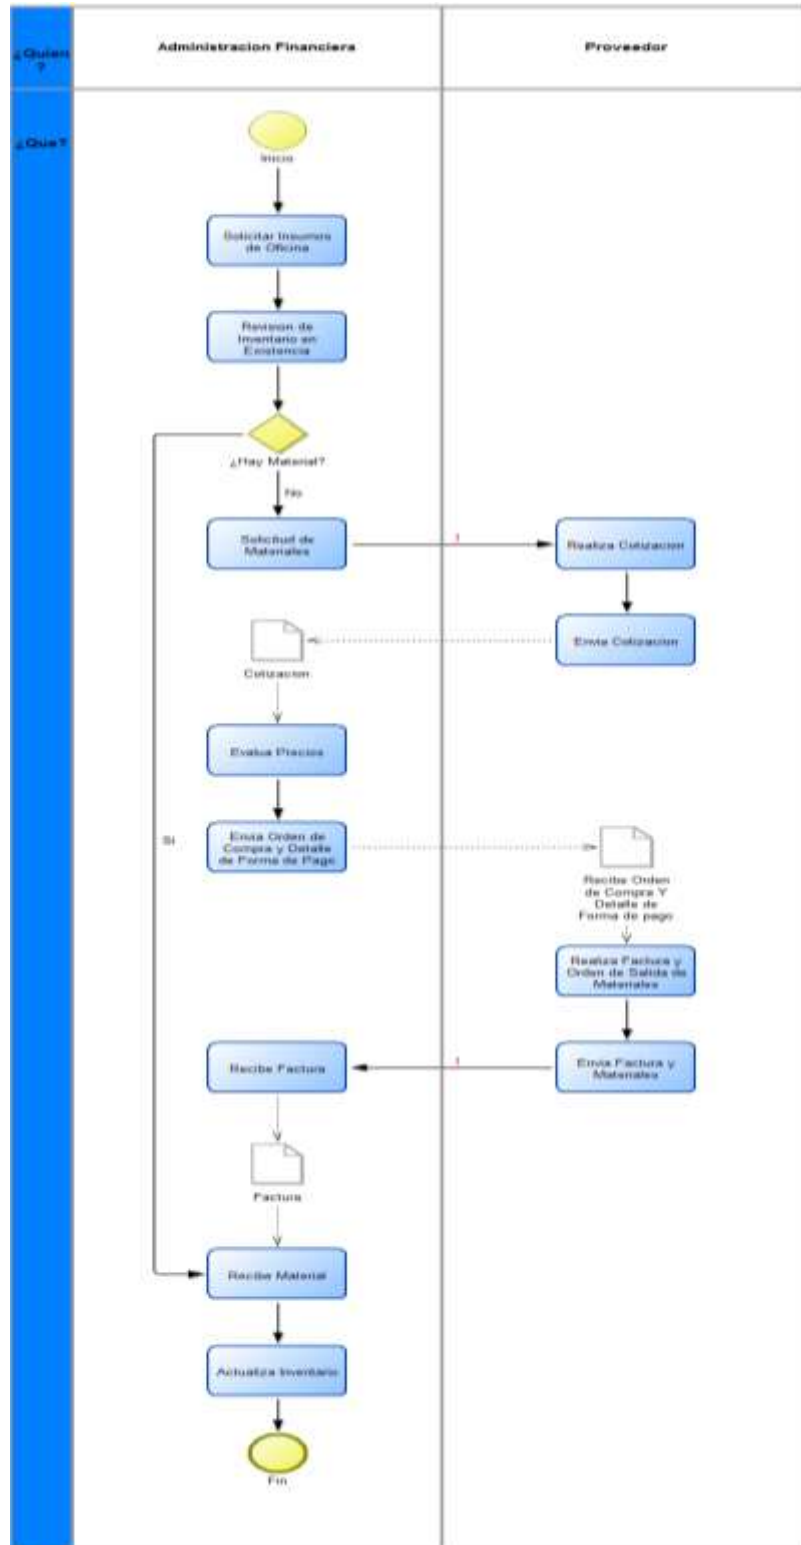 ¿Quien
?
Administracion Financiera
Proveedor
¿Que?
Inicio
Solicitar Insumos
de Oficina
Revision de
Inventario en
Existencia
¿Hay Material?
No
Solicitud de
Materiales
Realiza Cotizacion
Envia Cotizacion
Cotizacion
Evalua Precios
Si
Envia Orden de
Compra y Detalle
de Forma de Pago
Recibe Orden
de Compra Y
Detalle de
Forma de pago
Realiza Factura y
Orden de Salida de
Materiales
Recibe Factura
Envia Factura y
Materiales
Factura
Recibe Material
Actualiza Inventario
Fin